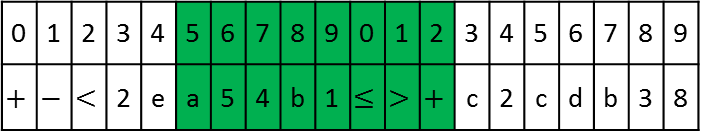 0 1 2 3 4 5 6 7 8 9 0 1 2 3 4 5 6 7 8 9
+ − < 2 e a 5 4 b 1 ≤ > + c 2 c d b 3 8